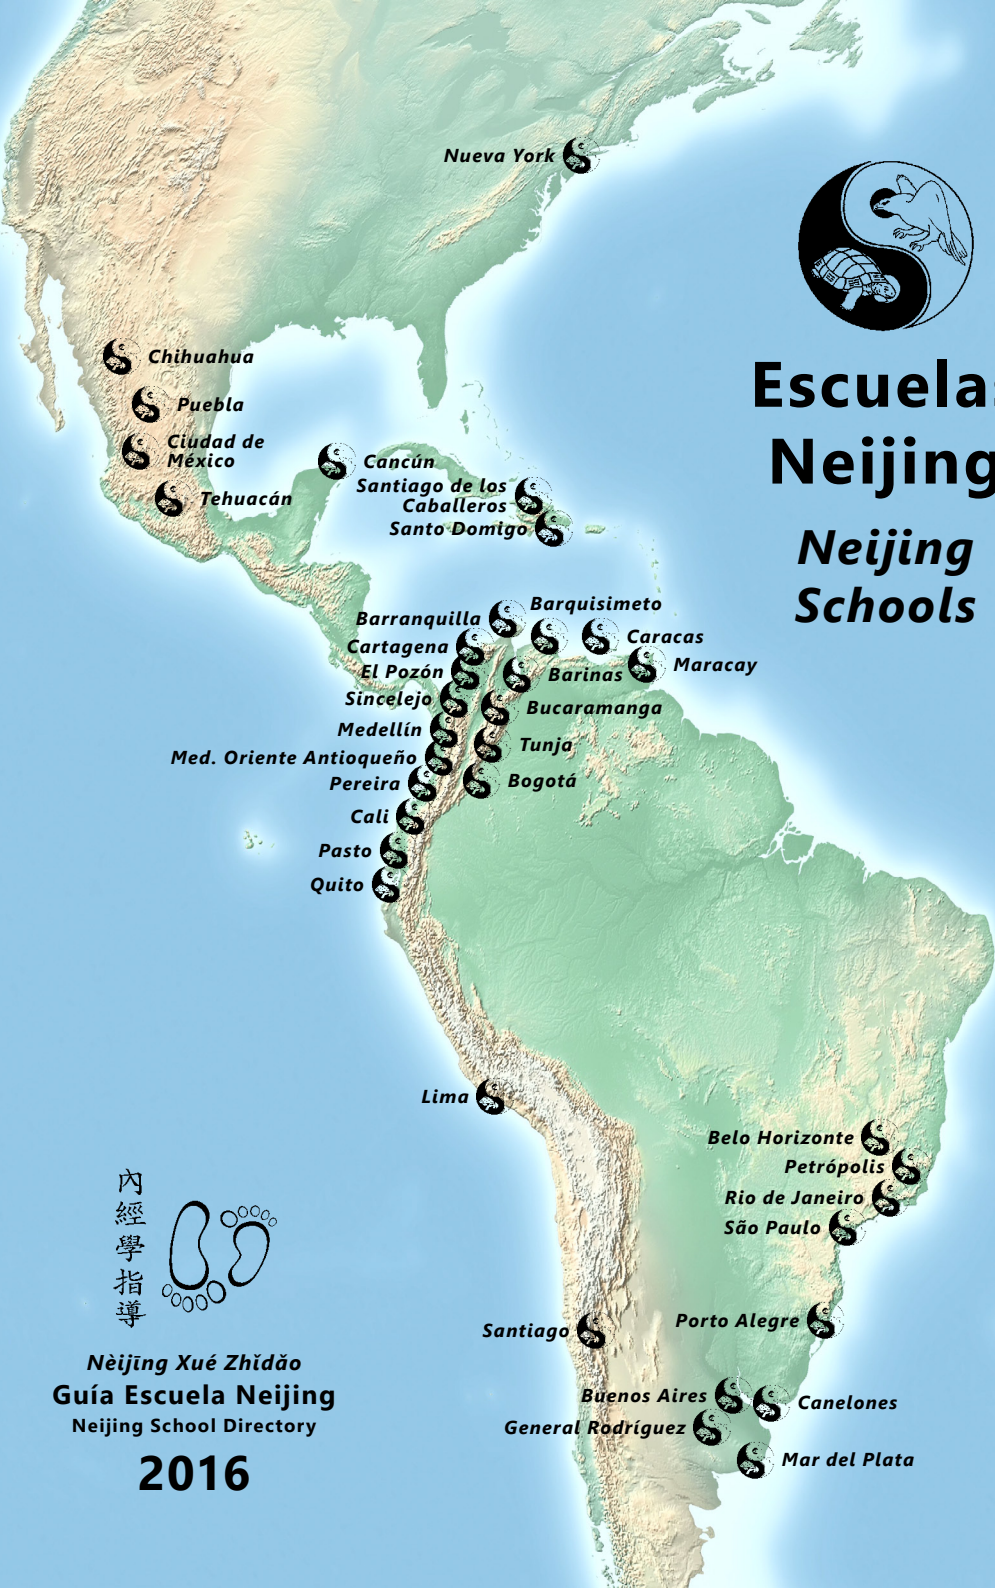 Nueva York
Escuelas
Neijing
Neijing
Schools
Chihuahua
Puebla
Ciudad de
México
Tehuacán
Cancún
Santiago de los
Caballeros
Santo Domigo
Barquisimeto
Barranquilla
Caracas
Cartagena
Maracay
El Pozón
Barinas
Sincelejo
Bucaramanga
Medellín
Tunja
Med. Oriente Antioqueño
Pereira
Bogotá
Cali
Pasto
Quito
Lima
Belo Horizonte
Petrópolis
Rio de Janeiro
São Paulo
Porto Alegre
Santiago
Buenos Aires
Canelones
General Rodríguez
Mar del Plata
內
經
學
指
導
Nèijīng Xué Zhǐdǎo
Guía Escuela Neijing
Neijing School Directory
2016